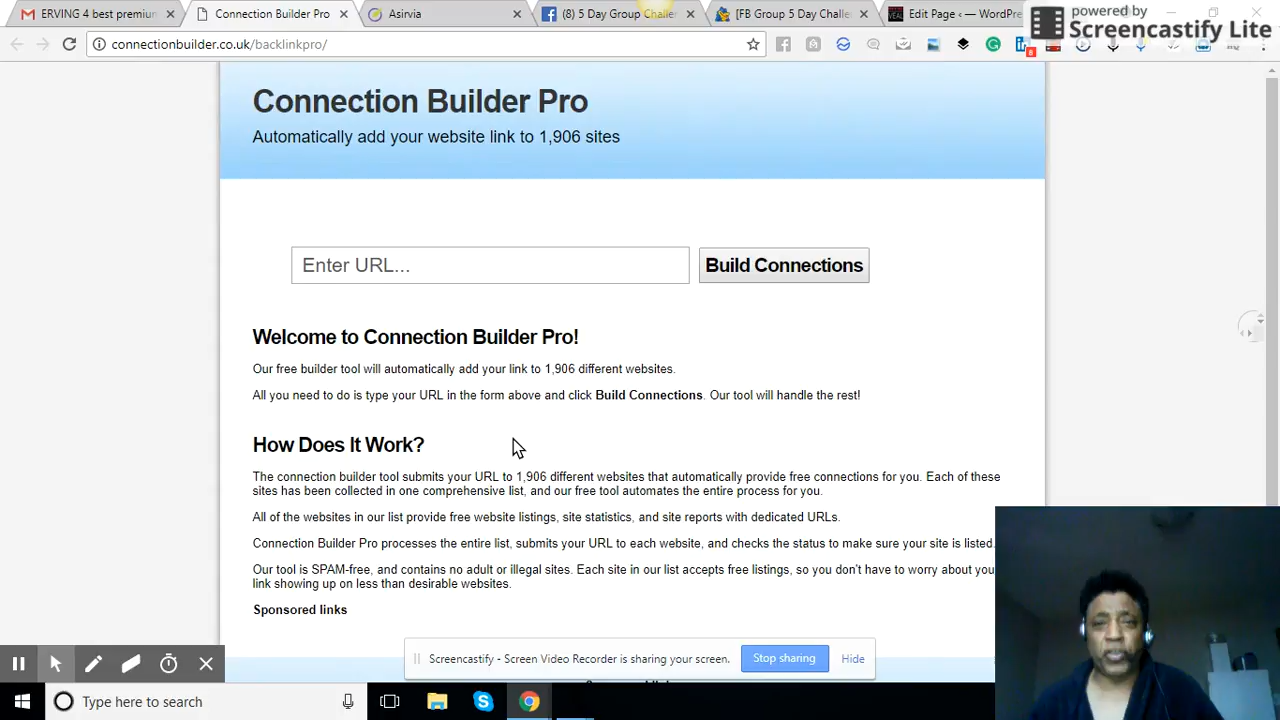 ERVING 4 best premium
Connection Builder Pro
Asirvia
(8) 5 Day Group Challe
[FB Group 5 Day Challe
Edit Page ‹ — WordPre
powered by
Screencastify Lite
connectionbuilder.co.uk/backlinkpro/
Connection Builder Pro
Automatically add your website link to 1,906 sites
Enter URL...
Build Connections
Welcome to Connection Builder Pro!
Our free builder tool will automatically add your link to 1,906 different websites.
All you need to do is type your URL in the form above and click Build Connections. Our tool will handle the rest!
How Does It Work?
The connection builder tool submits your URL to 1,906 different websites that automatically provide free connections for you. Each of these
sites has been collected in one comprehensive list, and our free tool automates the entire process for you.
All of the websites in our list provide free website listings, site statistics, and site reports with dedicated URLs.
Connection Builder Pro processes the entire list, submits your URL to each website, and checks the status to make sure your site is listed.
Our tool is SPAM-free, and contains no adult or illegal sites. Each site in our list accepts free listings, so you don't have to worry about you
link showing up on less than desirable websites.
Sponsored links
Screencastify - Screen Video Recorder is sharing your screen.
Stop sharing
Hide
Type here to search